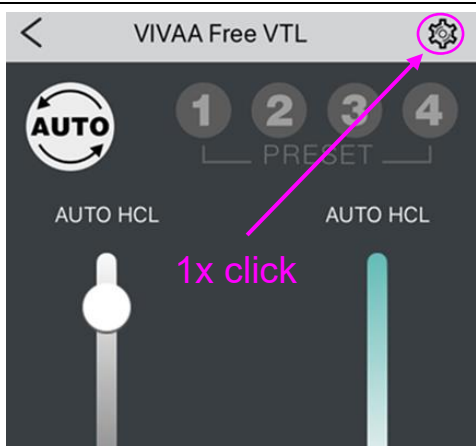 VIVAA Free VTL
AUTO
1 2 3 4
PRESET
AUTO HCL AUTO HCL
1x click